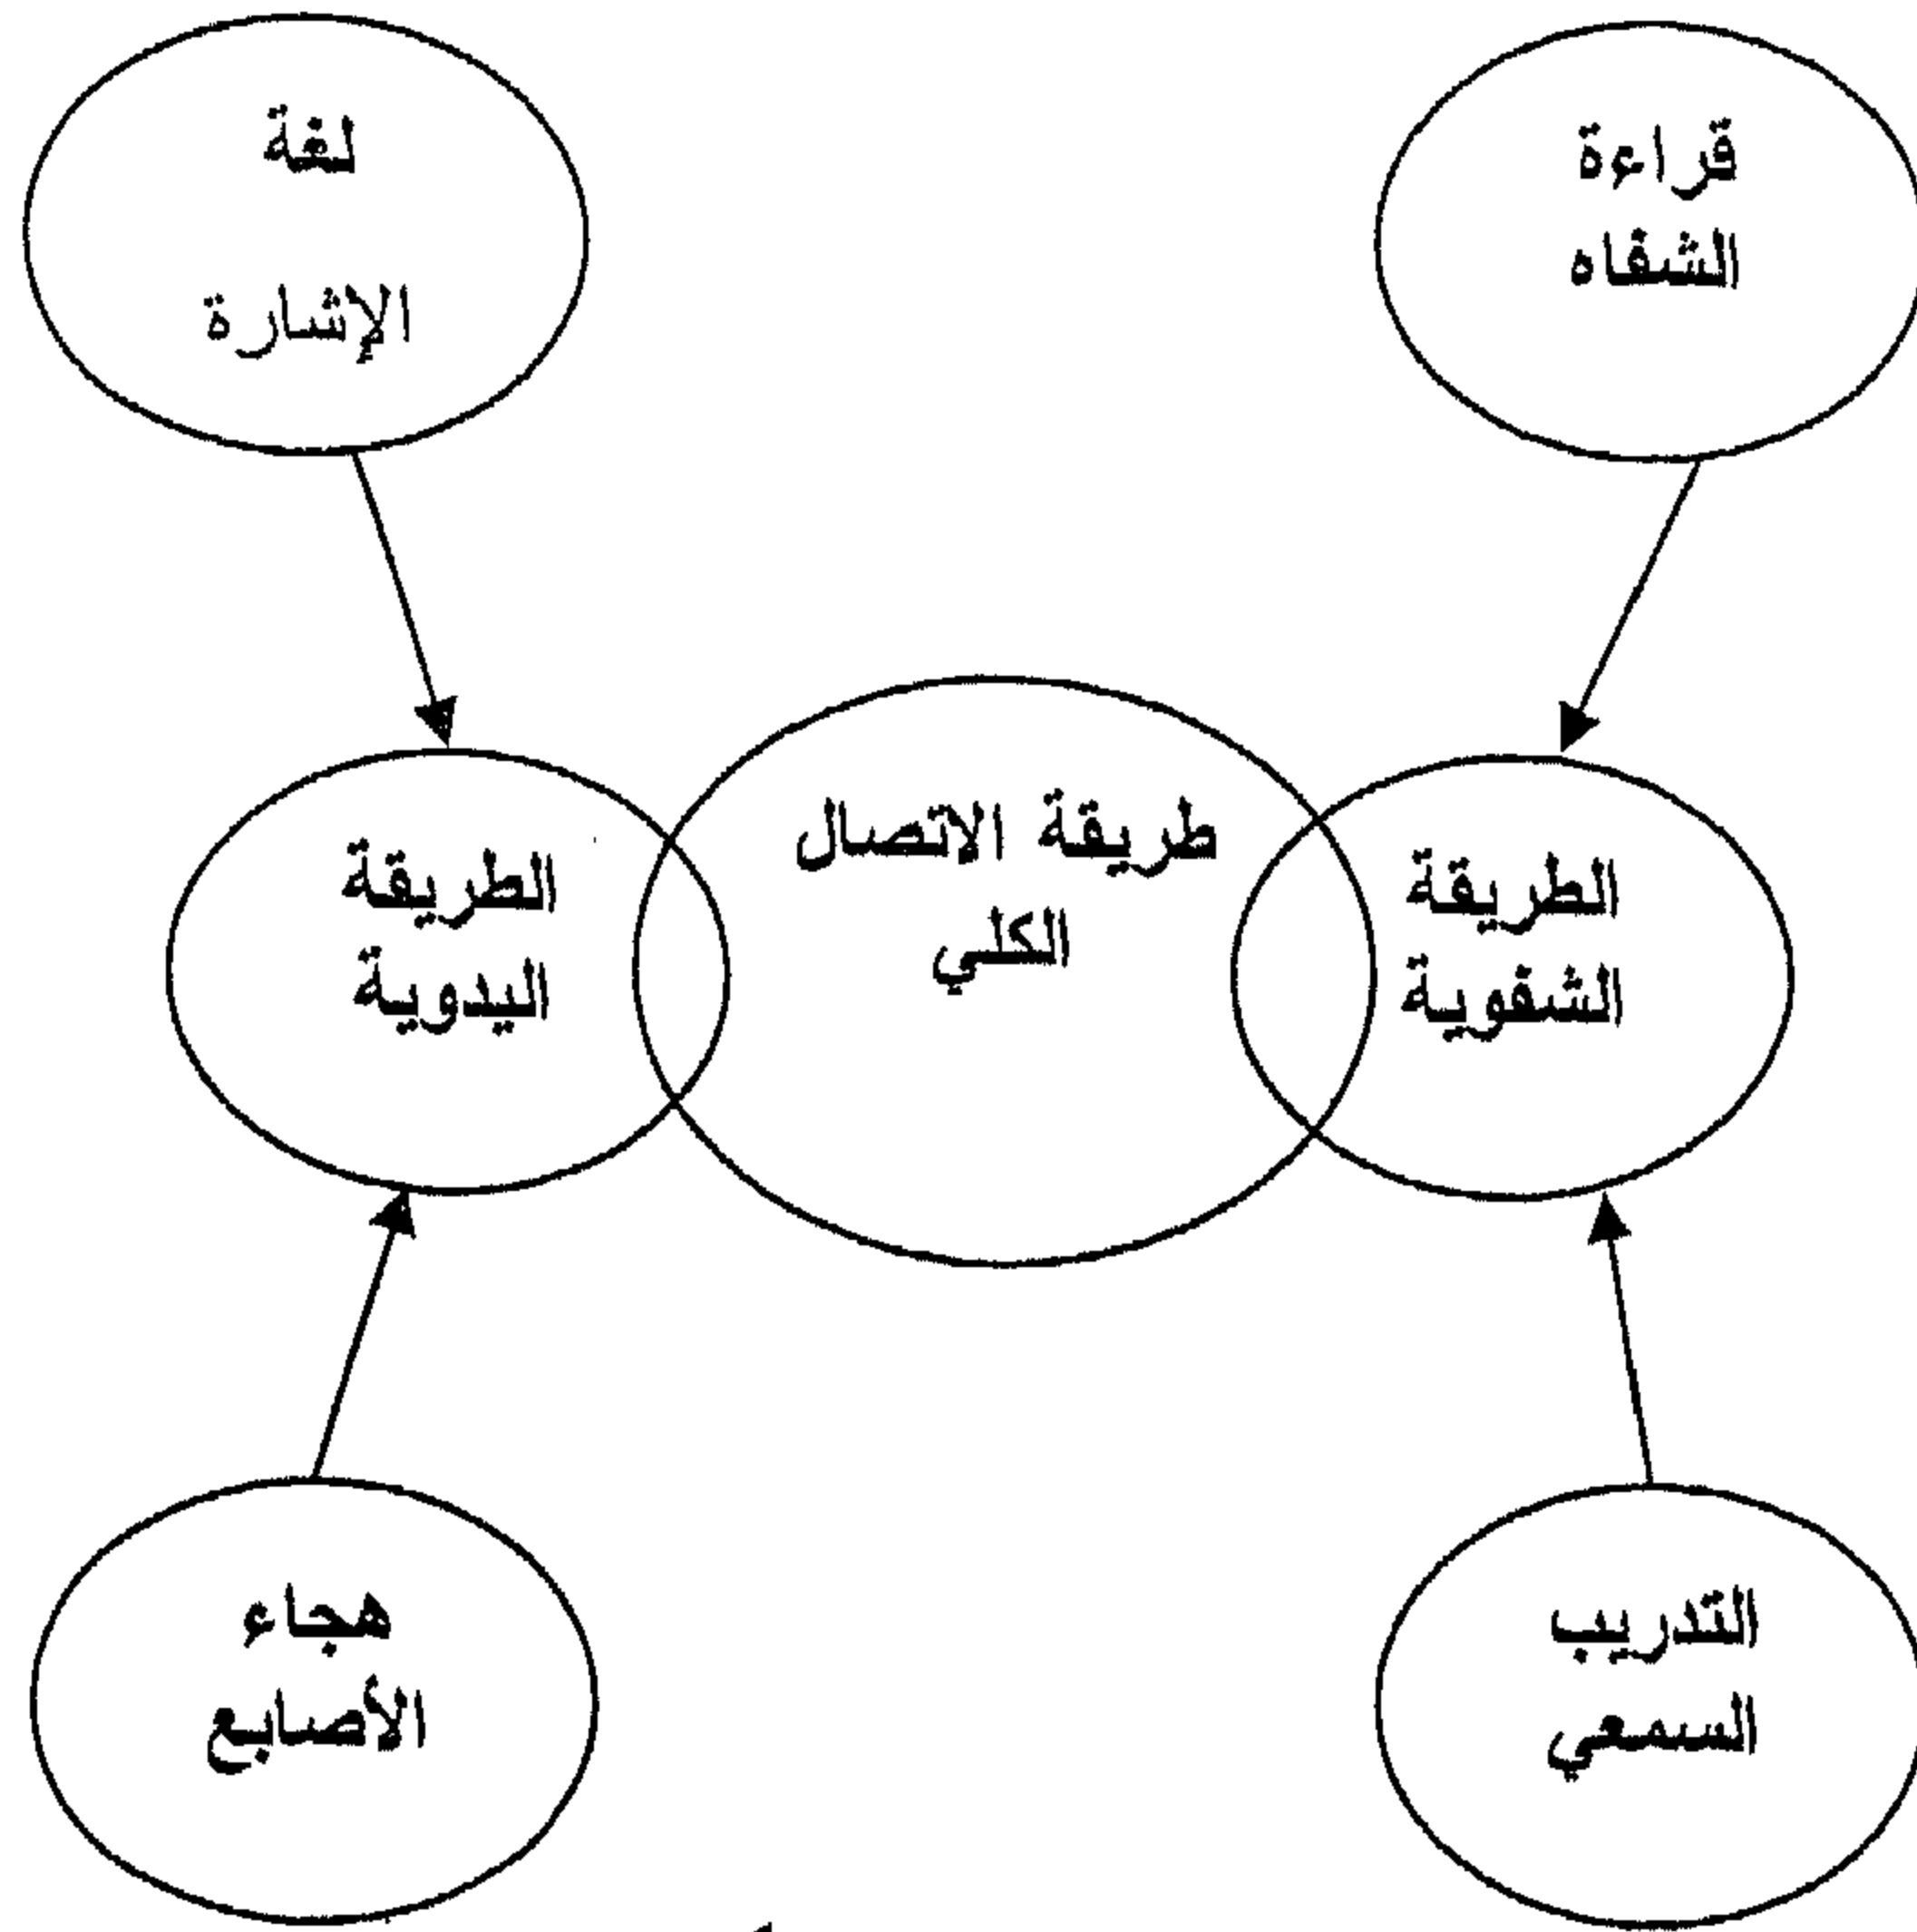 قراءة
الشفاه
لغة
الإشارة
الطريقة
الشفوية
طريقة الاتصال
الكلي
الطريقة
اليدوية
التدريب
السمعي
هجاء
الأصابع